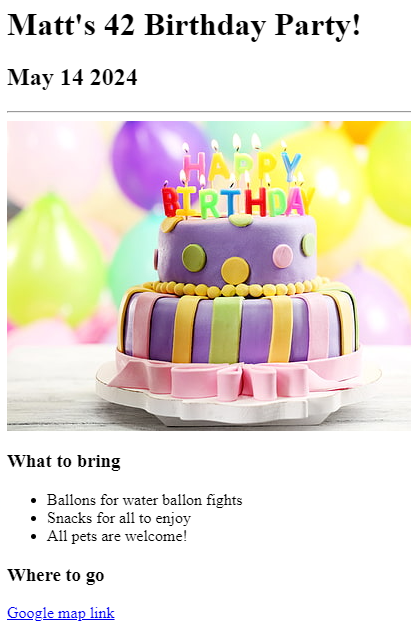 Matt's 42 Birthday Party!
May 14 2024
HAPPY
BIRTHDAY
What to bring
Ballons for water ballon fights
Snacks for all to enjoy
All pets are welcome!
Where to go
Google map link